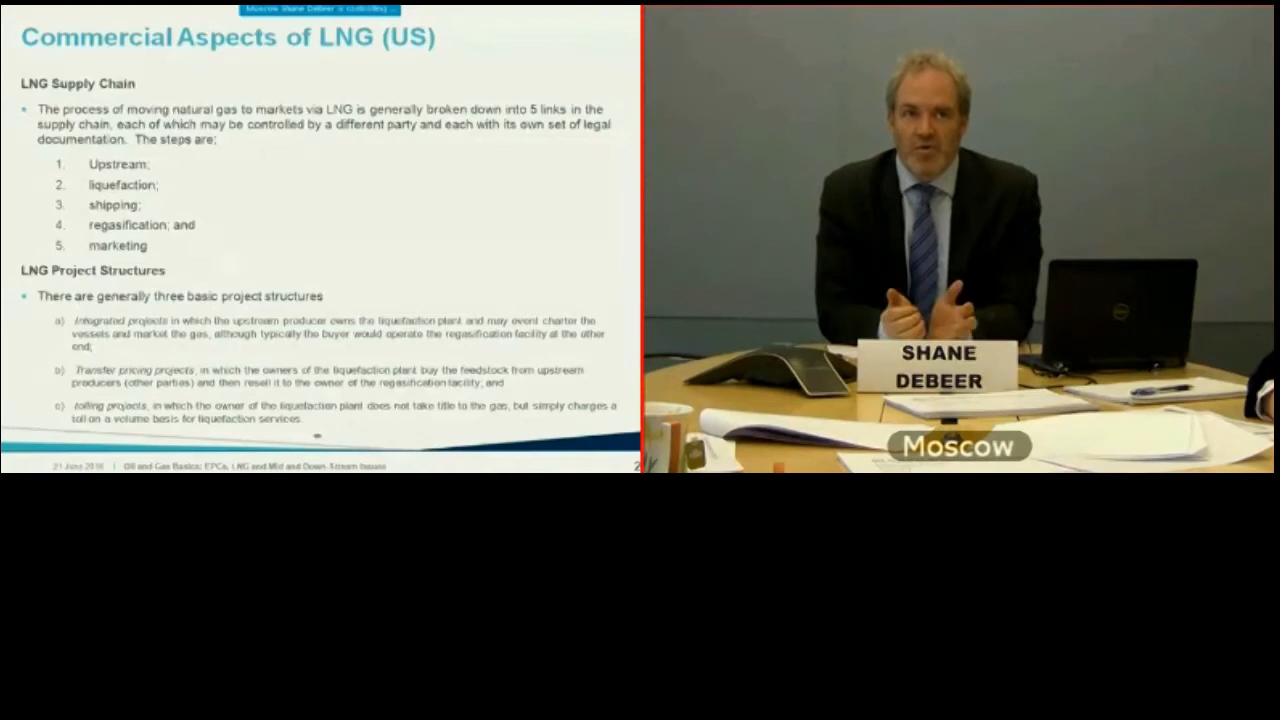 Moscow Shane Debeer is controlling ...
Commercial Aspects of LNG (US)
LNG Supply Chain
• The process of moving natural gas to markets via LNG is generally broken down into 5 links in the
supply chain, each of which may be controlled by a different party and each with its own set of legal
documentation. The steps are;
1. Upstream;
2. liquefaction;
3. shipping;
4. regasification; and
5. marketing
LNG Project Structures
• There are generally three basic project structures
a) Integrated projects in which the upstream producer owns the liquefaction plant and may event charter the
vessels and market the gas, although typically the buyer would operate the regasification facility at the other
end;
b) Transfer pricing projects, in which the owners of the liquefaction plant buy the feedstock from upstream
producers (other parties) and then resell it to the owner of the regasification facility; and
c) tolling projects, in which the owner of the liquefaction plant does not take title to the gas, but simply charges a
toll on a volume basis for liquefaction services.
21 June 2016 | Oil and Gas Basics: EPCs, LNG and Mid and Down-Stream Issues
SHANE
DEBEER
DELL
Moscow